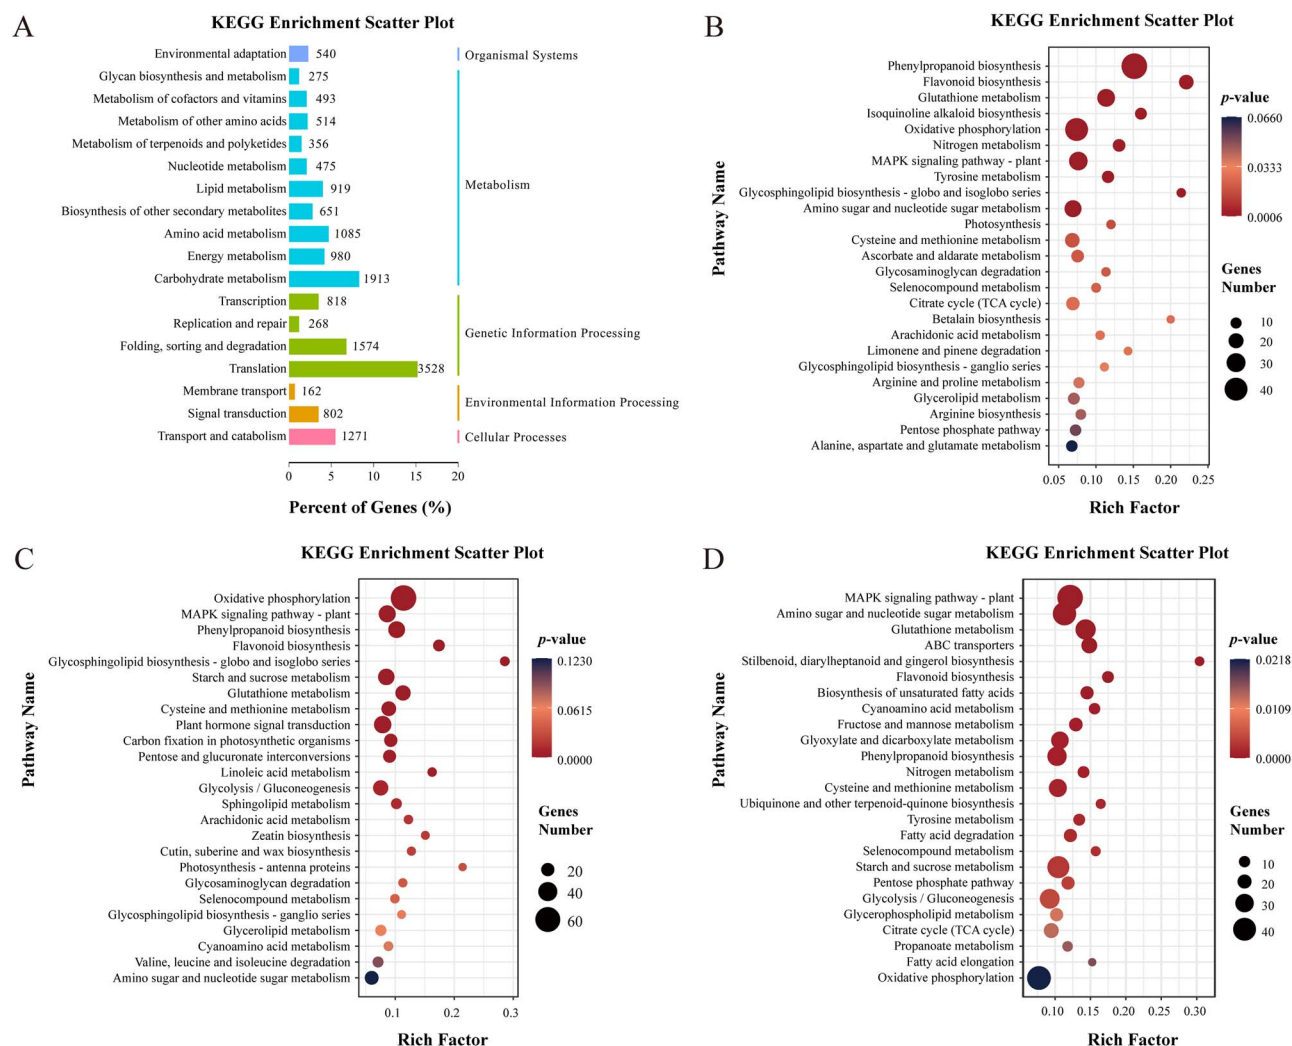 A
KEGG Enrichment Scatter Plot
Environmental adaptation 540 Organismal Systems
Glycan biosynthesis and metabolism 275
Metabolism of cofactors and vitamins 493
Metabolism of other amino acids 514
Metabolism of terpenoids and polyketides 356
Nucleotide metabolism 475
Lipid metabolism 919 Metabolism
Biosynthesis of other secondary metabolites 651
Amino acid metabolism 1085
Energy metabolism 980
Carbohydrate metabolism 1913
Transcription 818
Replication and repair 268 Genetic Information Processing
Folding, sorting and degradation 1574
Translation 3528
Membrane transport 162 Environmental Information Processing
Signal transduction 802
Transport and catabolism 1271 Cellular Processes
0 5 10 15 20
Percent of Genes (%)
B
KEGG Enrichment Scatter Plot
Pathway Name
Phenylpropanoid biosynthesis
Flavonoid biosynthesis
Glutathione metabolism
Isoquinoline alkaloid biosynthesis
Oxidative phosphorylation
Nitrogen metabolism
MAPK signaling pathway - plant
Tyrosine metabolism
Glycosphingolipid biosynthesis - globo and isoglobo series
Amino sugar and nucleotide sugar metabolism
Photosynthesis
Cysteine and methionine metabolism
Ascorbate and aldarate metabolism
Glycosaminoglycan degradation
Selenocompound metabolism
Citrate cycle (TCA cycle)
Betalain biosynthesis
Arachidonic acid metabolism
Limonene and pinene degradation
Glycosphingolipid biosynthesis - ganglio series
Arginine and proline metabolism
Glycerolipid metabolism
Arginine biosynthesis
Pentose phosphate pathway
Alanine, aspartate and glutamate metabolism
0.05 0.10 0.15 0.20 0.25
Rich Factor
p-value
0.0660
0.0333
0.0006
Genes
Number
10
20
30
40
C
KEGG Enrichment Scatter Plot
Pathway Name
Oxidative phosphorylation
MAPK signaling pathway - plant
Phenylpropanoid biosynthesis
Flavonoid biosynthesis
Glycosphingolipid biosynthesis - globo and isoglobo series
Starch and sucrose metabolism
Glutathione metabolism
Cysteine and methionine metabolism
Plant hormone signal transduction
Carbon fixation in photosynthetic organisms
Pentose and glucuronate interconversions
Linoleic acid metabolism
Glycolysis / Gluconeogenesis
Sphingolipid metabolism
Arachidonic acid metabolism
Zeatin biosynthesis
Cutin, suberine and wax biosynthesis
Photosynthesis - antenna proteins
Glycosaminoglycan degradation
Selenocompound metabolism
Glycosphingolipid biosynthesis - ganglio series
Glycerolipid metabolism
Cyanoamino acid metabolism
Valine, leucine and isoleucine degradation
Amino sugar and nucleotide sugar metabolism
0.1 0.2 0.3
Rich Factor
p-value
0.1230
0.0615
0.0000
Genes
Number
20
40
60
D
KEGG Enrichment Scatter Plot
Pathway Name
MAPK signaling pathway - plant
Amino sugar and nucleotide sugar metabolism
Glutathione metabolism
ABC transporters
Stilbenoid, diarylheptanoid and gingerol biosynthesis
Flavonoid biosynthesis
Biosynthesis of unsaturated fatty acids
Cyanoamino acid metabolism
Fructose and mannose metabolism
Glyoxylate and dicarboxylate metabolism
Phenylpropanoid biosynthesis
Nitrogen metabolism
Cysteine and methionine metabolism
Ubiquinone and other terpenoid-quinone biosynthesis
Tyrosine metabolism
Fatty acid degradation
Selenocompound metabolism
Starch and sucrose metabolism
Pentose phosphate pathway
Glycolysis / Gluconeogenesis
Glycerophospholipid metabolism
Citrate cycle (TCA cycle)
Propanoate metabolism
Fatty acid elongation
Oxidative phosphorylation
0.10 0.15 0.20 0.25 0.30
Rich Factor
p-value
0.0218
0.0109
0.0000
Genes
Number
10
20
30
40